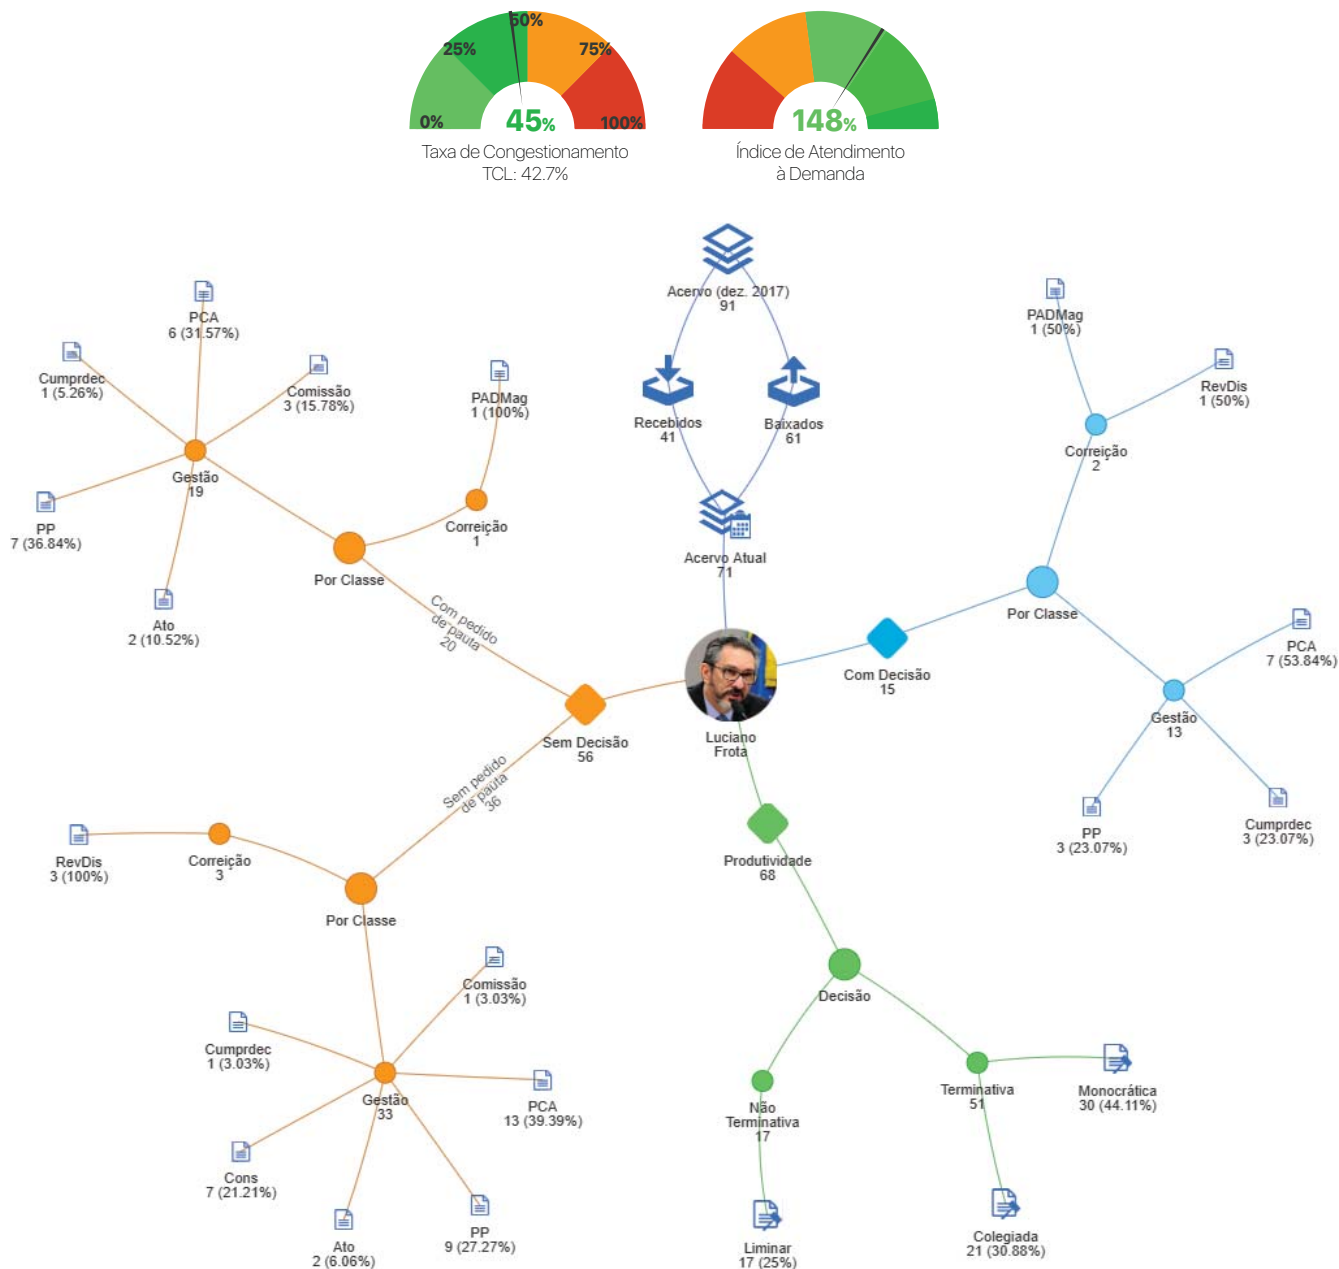 50%
25%
75%
0%
45%
100%
148%
Taxa de Congestionamento
TCL: 42.7%
Índice de Atendimento
à Demanda
Acervo (dez. 2017)
91
Recebidos
41
Baixados
61
Acervo Atual
71
Luciano
Frota
PCA
6 (31.57%)
Cumprdec
1 (5.26%)
Comissão
3 (15.78%)
PADMag
1 (100%)
Gestão
19
Correição
1
PP
7 (36.84%)
Por Classe
Ato
2 (10.52%)
Com pedido
de pauta
20
Sem Decisão
56
Sem pedido
de pauta
36
RevDis
3 (100%)
Correição
3
Por Classe
Comissão
1 (3.03%)
Cumprdec
1 (3.03%)
Gestão
33
PCA
13 (39.39%)
Cons
7 (21.21%)
Ato
2 (6.06%)
PP
9 (27.27%)
PADMag
1 (50%)
RevDis
1 (50%)
Correição
2
Por Classe
Com Decisão
15
PCA
7 (53.84%)
Gestão
13
PP
3 (23.07%)
Cumprdec
3 (23.07%)
Produtividade
68
Decisão
Não
Terminativa
17
Terminativa
51
Monocrática
30 (44.11%)
Liminar
17 (25%)
Colegiada
21 (30.88%)